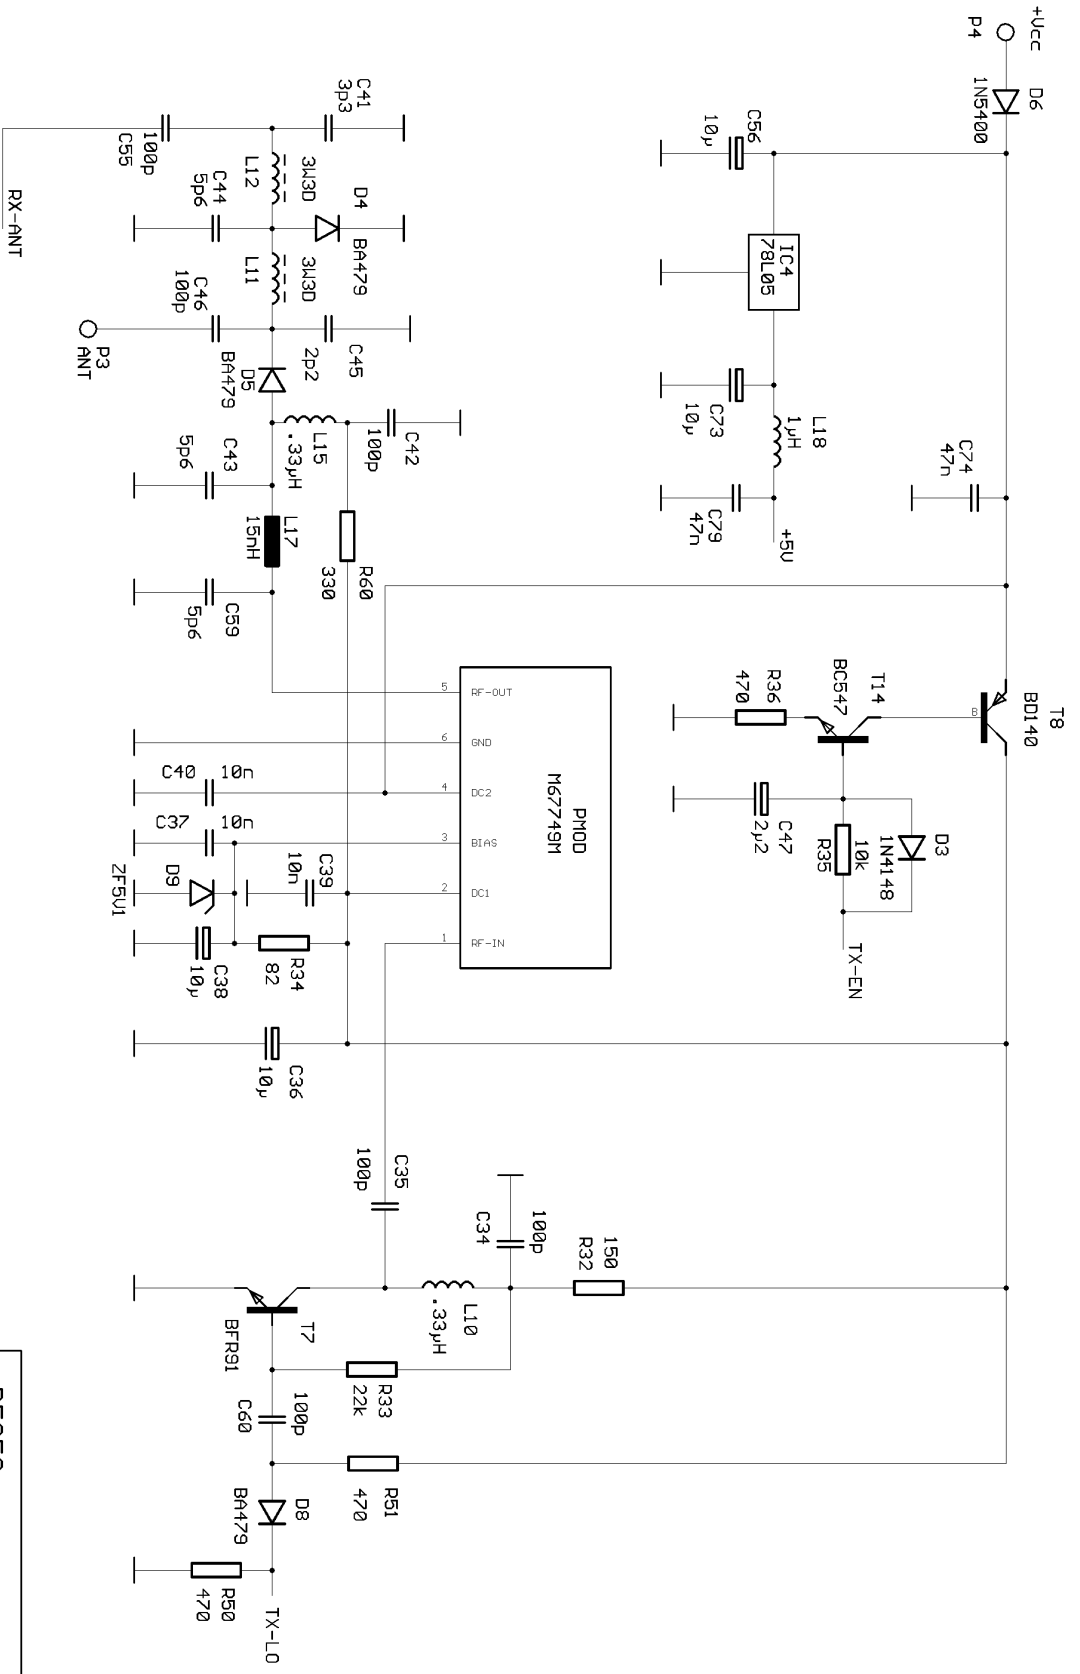 +Vcc
P4
D6
1N5400
C56
10µ
IC4
78L05
C73
10µ
L18
1µH
C74
47n
C79
47n
+5V
T8
BD140
B
T14
BC547
R36
470
C47
2µ2
R35
10k
D3
1N4148
TX-EN
C41
3p3
C55
100p
RX-ANT
L12
3W3D
C44
5p6
D4
BA479
L11
3W3D
C46
100p
P3
ANT
C45
2p2
D5
BA479
L15
.33µH
C42
100p
C43
5p6
L17
15nH
R60
330
C59
5p6
PMOD
M67749M
5
RF-OUT
6
GND
4
DC2
3
BIAS
2
DC1
1
RF-IN
C40
10n
C37
10n
D9
ZF5V1
C39
10n
C38
10µ
R34
82
C36
10µ
C35
100p
C34
100p
R32
150
L10
.33µH
T7
BFR91
R33
22k
C60
100p
R51
470
D8
BA479
R50
470
TX-LO